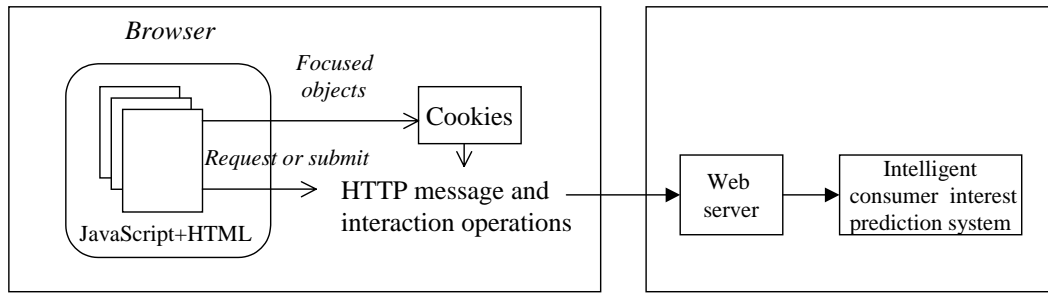 Browser
Focused
objects
Cookies
Request or submit
HTTP message and
interaction operations
JavaScript+HTML
Web
server
Intelligent
consumer interest
prediction system